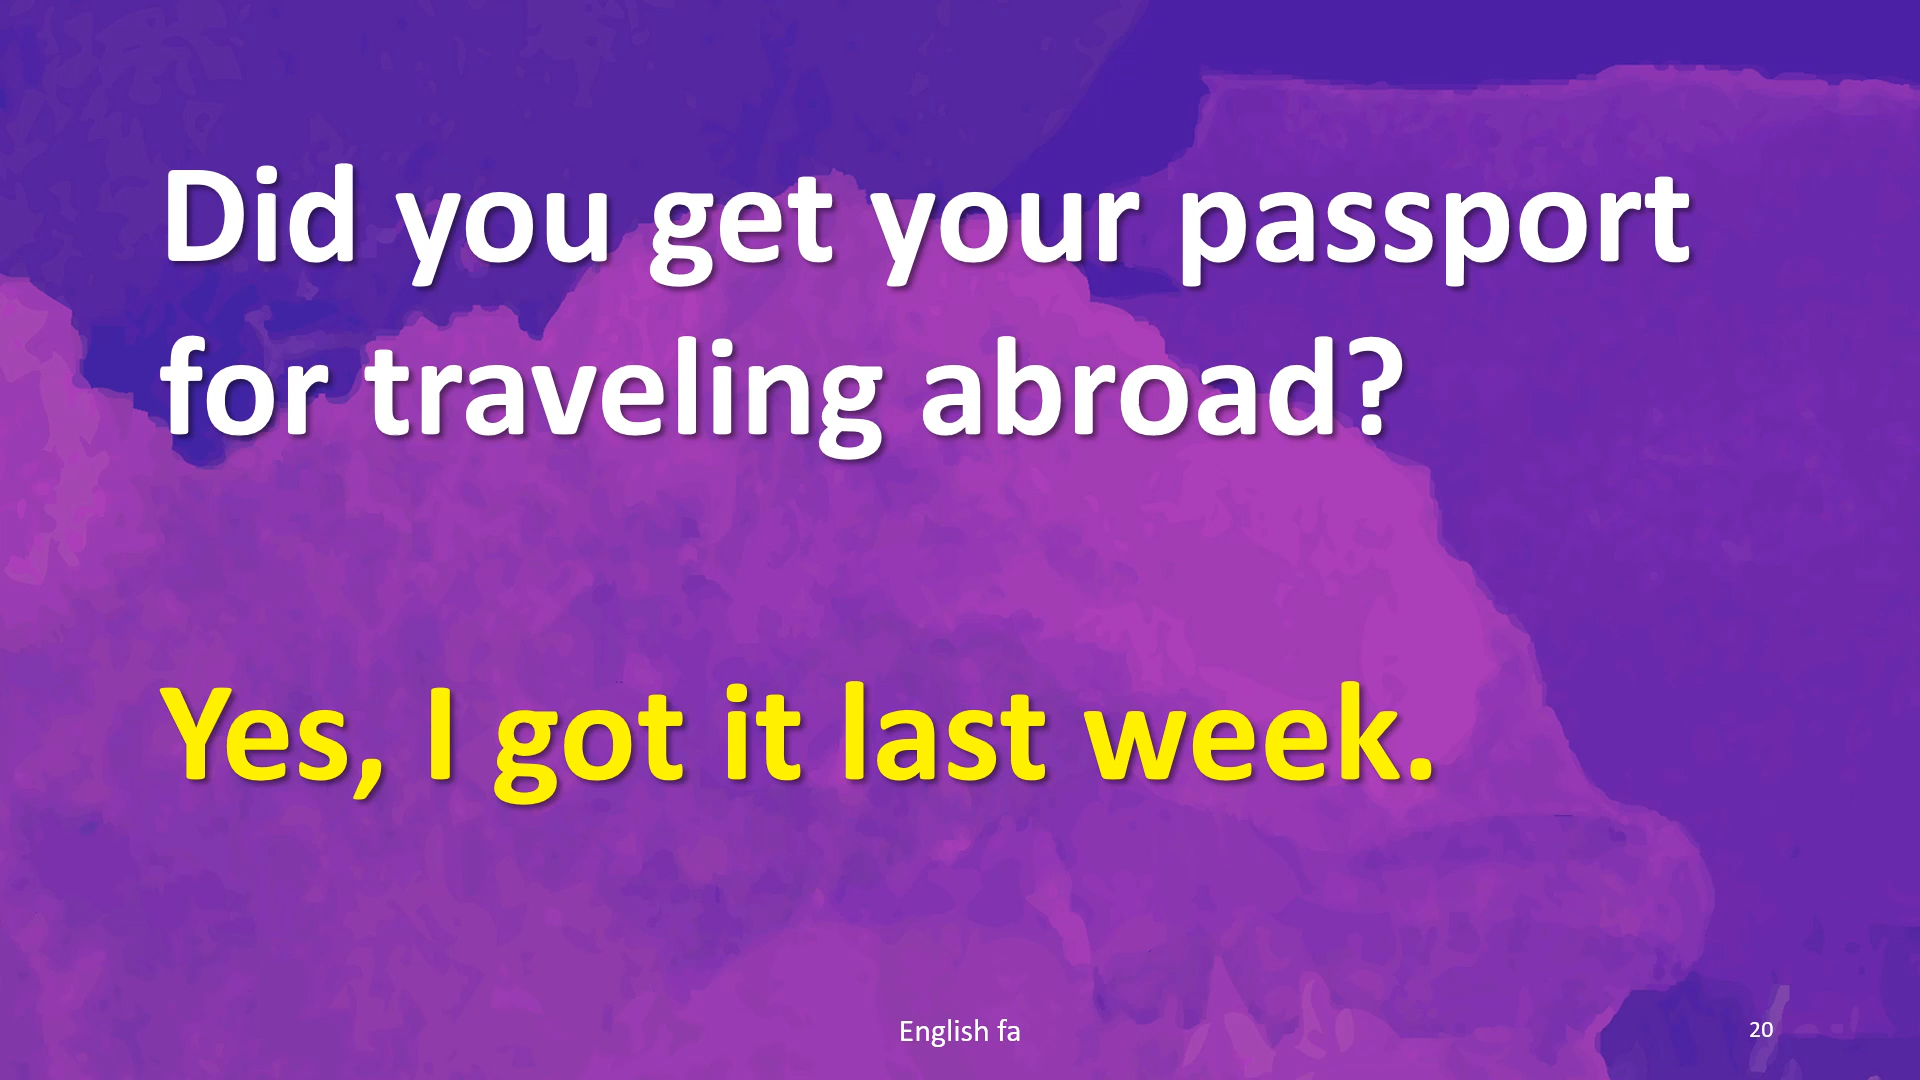 Did you get your passport
for traveling abroad?
Yes, I got it last week.
English fa
20